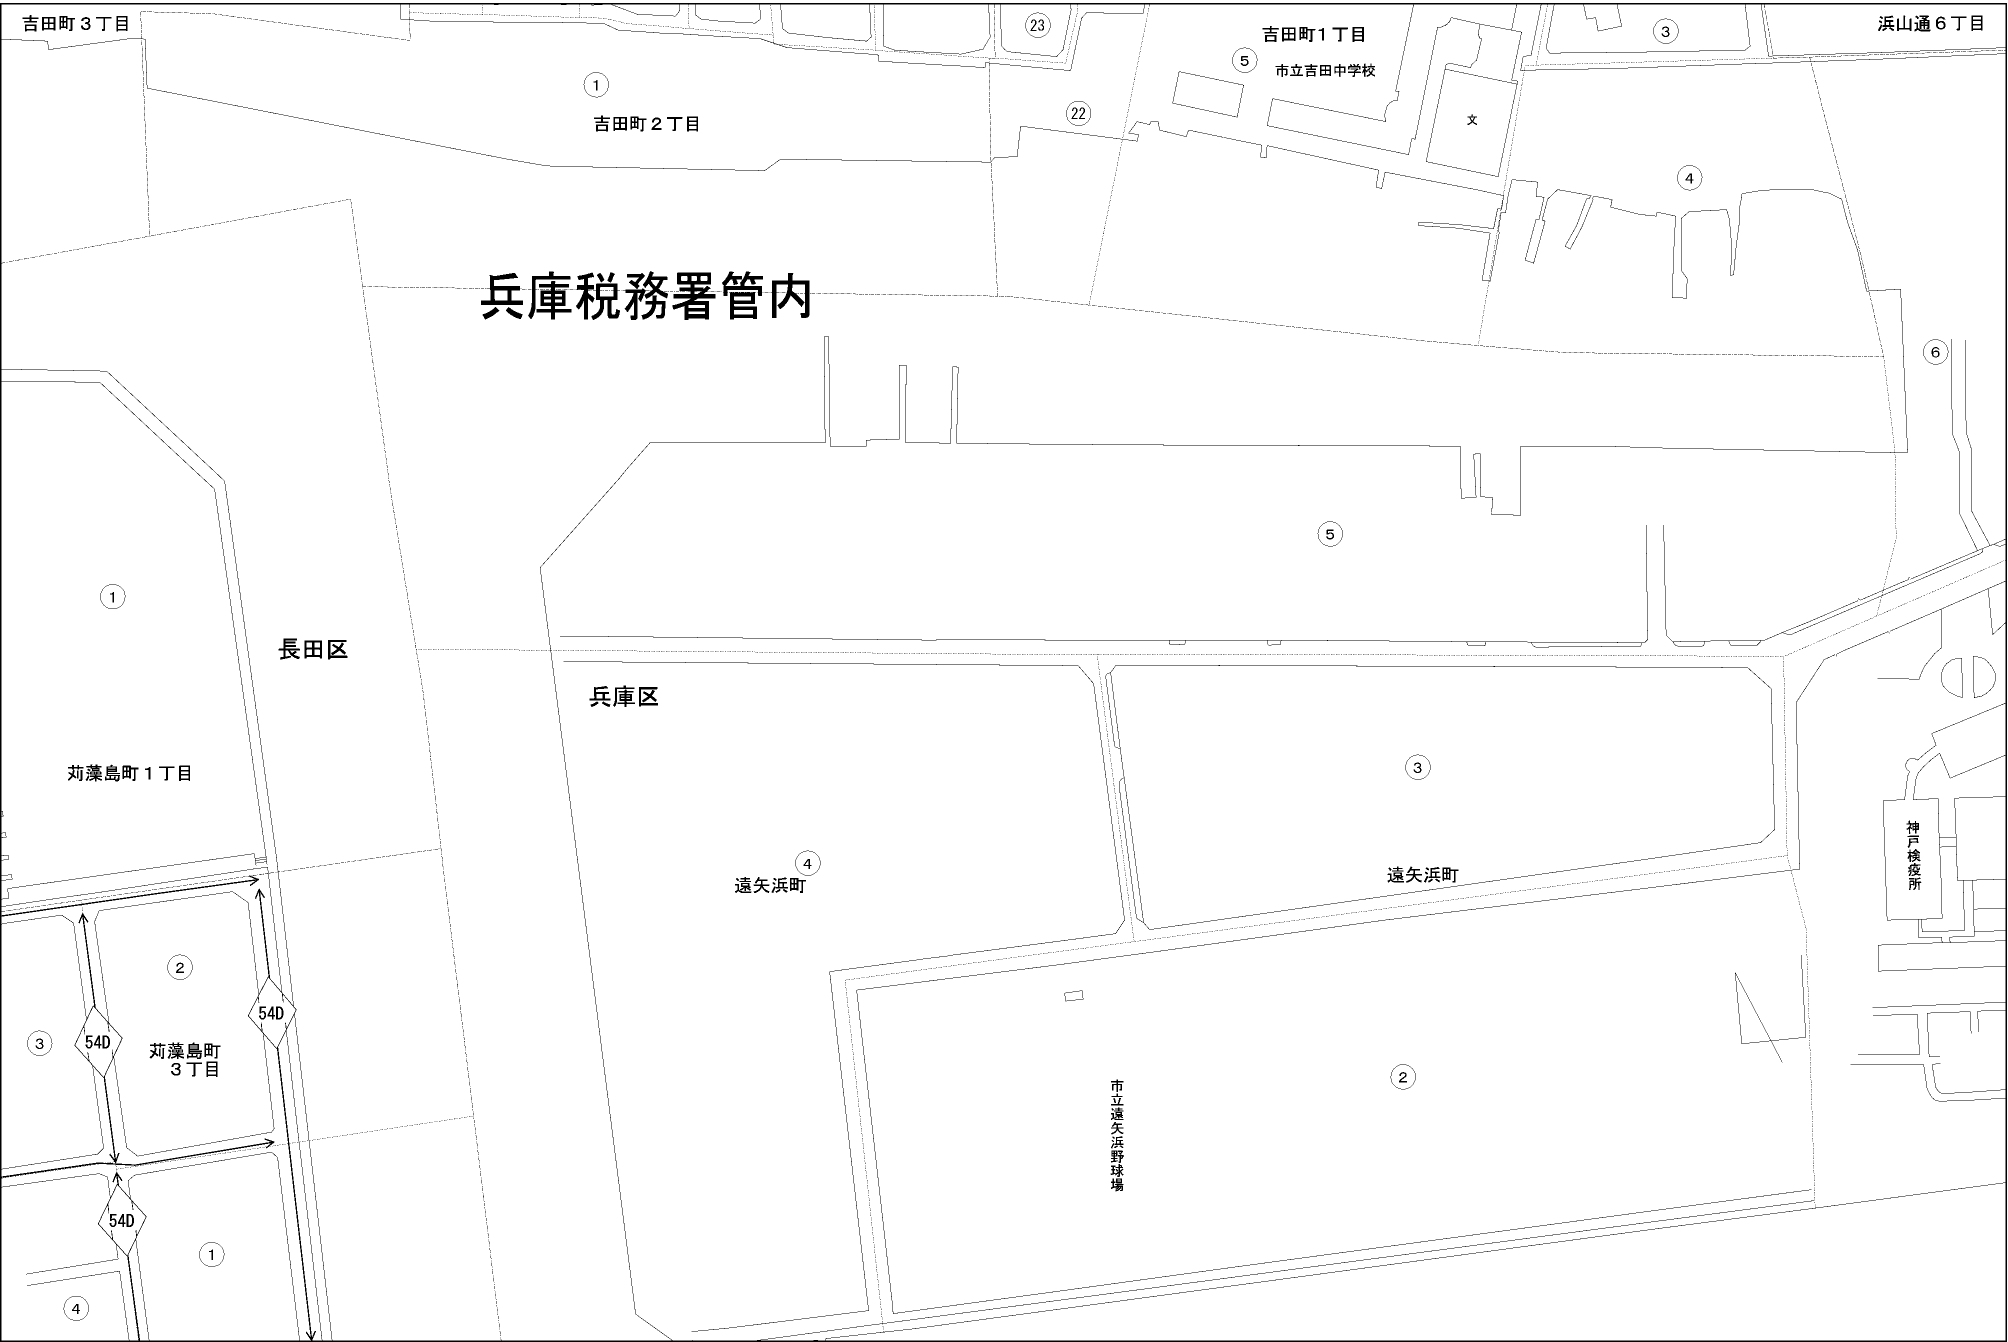 吉田町３丁目
23
吉田町１丁目
3
浜山通６丁目
5
市立吉田中学校
1
吉田町２丁目
22
文
4
兵庫税務署管内
6
5
1
長田区
兵庫区
苅藻島町１丁目
3
4
遠矢浜町
遠矢浜町
神戸検疫所
2
54D
3
54D
苅藻島町
３丁目
2
市立遠矢浜野球場
54D
1
4